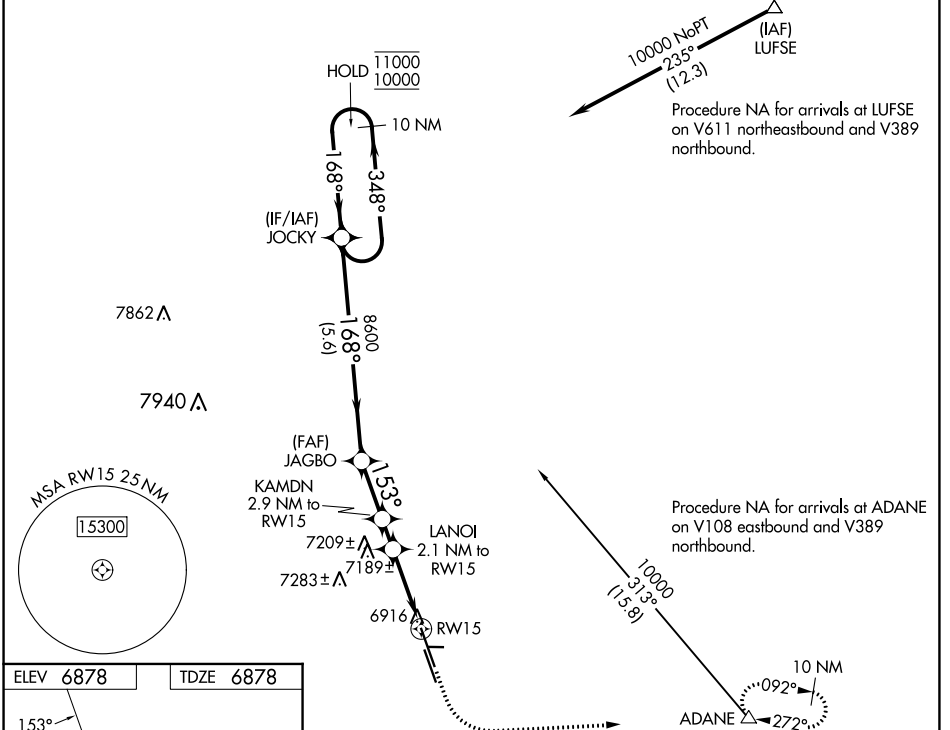 (IAF)
LUFSE
10000 NoPT
235°
(12.3)
Procedure NA for arrivals at LUFSE
on V611 northeastbound and V389
northbound.
HOLD
11000
10000
10 NM
168°
348°
(IF/IAF)
JOCKY
8600
168°
(5.6)
7862
7940
(FAF)
JAGBO
153°
KAMDN
2.9 NM to
RW15
LANOI
2.1 NM to
RW15
7209±
7189±
7283±
6916
RW15
MSA RW15 25 NM
15300
Procedure NA for arrivals at ADANE
on V108 eastbound and V389
northbound.
10000
313°
(15.8)
10 NM
092°
272°
ADANE
ELEV 6878
TDZE 6878
153°